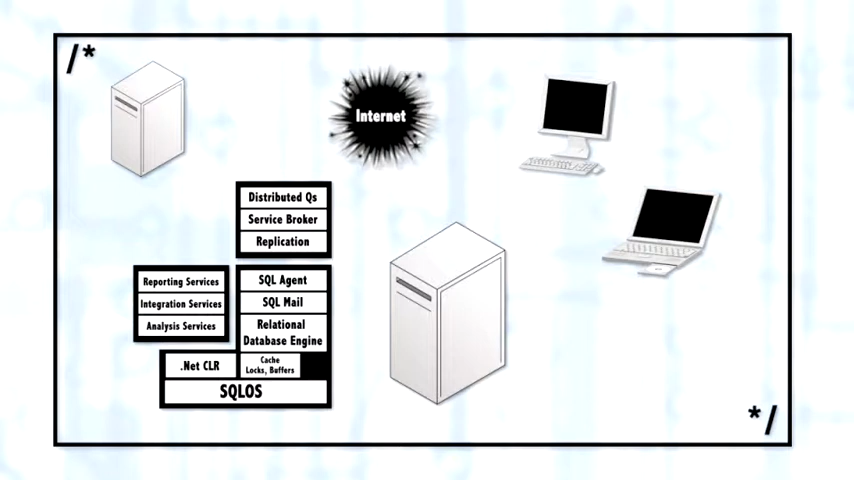 /*
Internet
Distributed Qs
Service Broker
Replication
Reporting Services
Integration Services
Analysis Services
SQL Agent
SQL Mail
Relational
Database Engine
.Net CLR
Cache
Locks, Buffers
SQLOS
*/